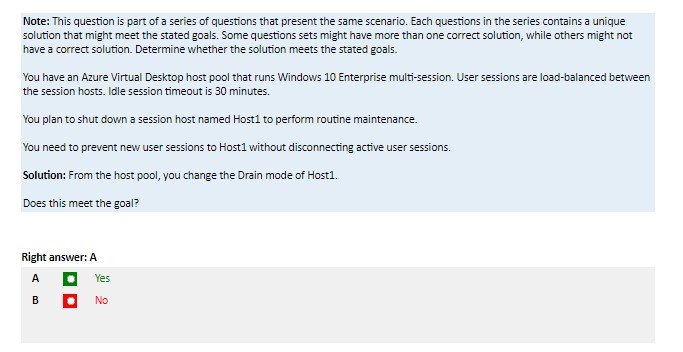 Note: This question is part of a series of questions that present the same scenario. Each questions in the series contains a unique
solution that might meet the stated goals. Some questions sets might have more than one correct solution, while others might not
have a correct solution. Determine whether the solution meets the stated goals.
You have an Azure Virtual Desktop host pool that runs Windows 10 Enterprise multi-session. User sessions are load-balanced between
the session hosts. Idle session timeout is 30 minutes.
You plan to shut down a session host named Host1 to perform routine maintenance.
You need to prevent new user sessions to Host1 without disconnecting active user sessions.
Solution: From the host pool, you change the Drain mode of Host1.
Does this meet the goal?
Right answer: A
A Yes
B No